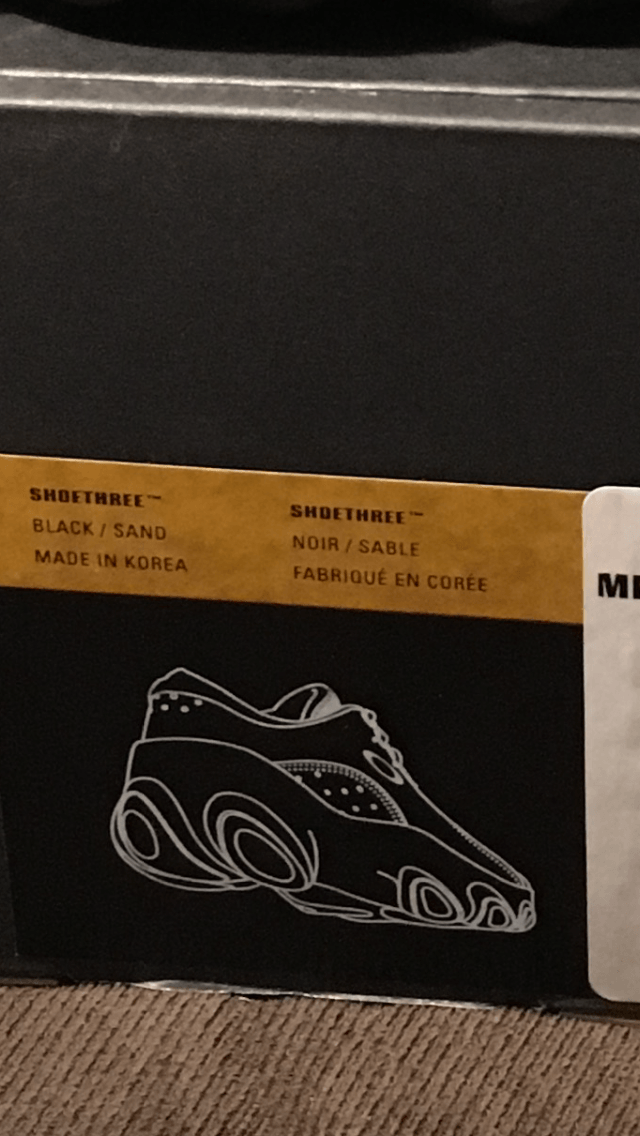 SHOETHREE™
BLACK / SAND
MADE IN KOREA
SHOETHREE™
NOIR / SABLE
FABRIQUÉ EN CORÉE